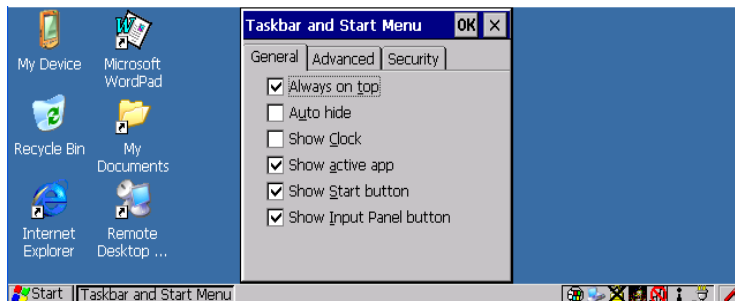 My Device
Microsoft
WordPad
Recycle Bin
My
Documents
Internet
Explorer
Remote
Desktop ...
Taskbar and Start Menu OK ×
General Advanced Security
Always on top
Auto hide
Show Clock
Show active app
Show Start button
Show Input Panel button
Start Taskbar and Start Menu